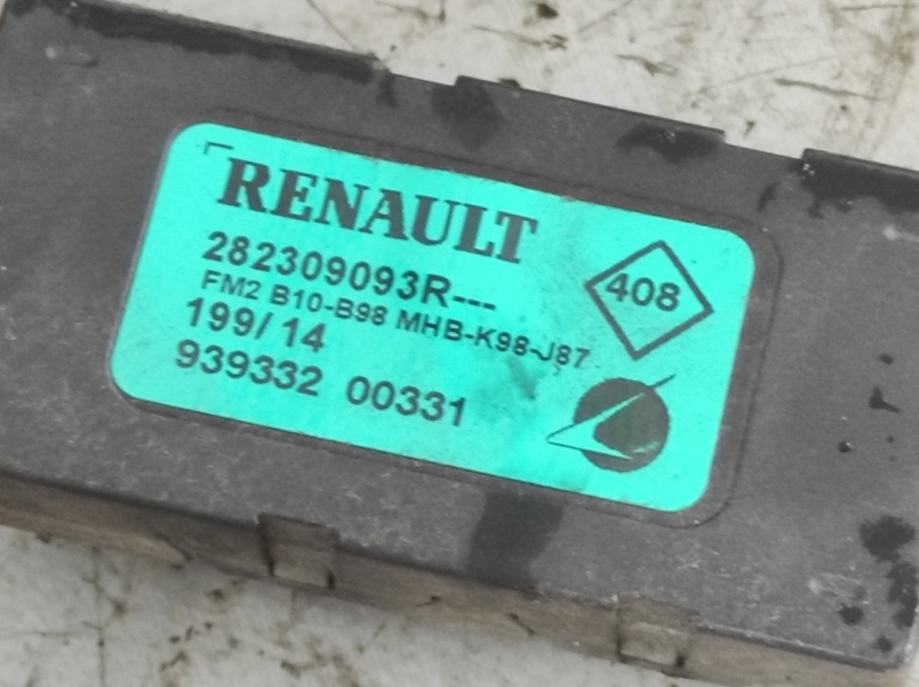 RENAULT
282309093R---
408
FM2 B10-B98 MHB-K98-J87
199/14
939332 00331